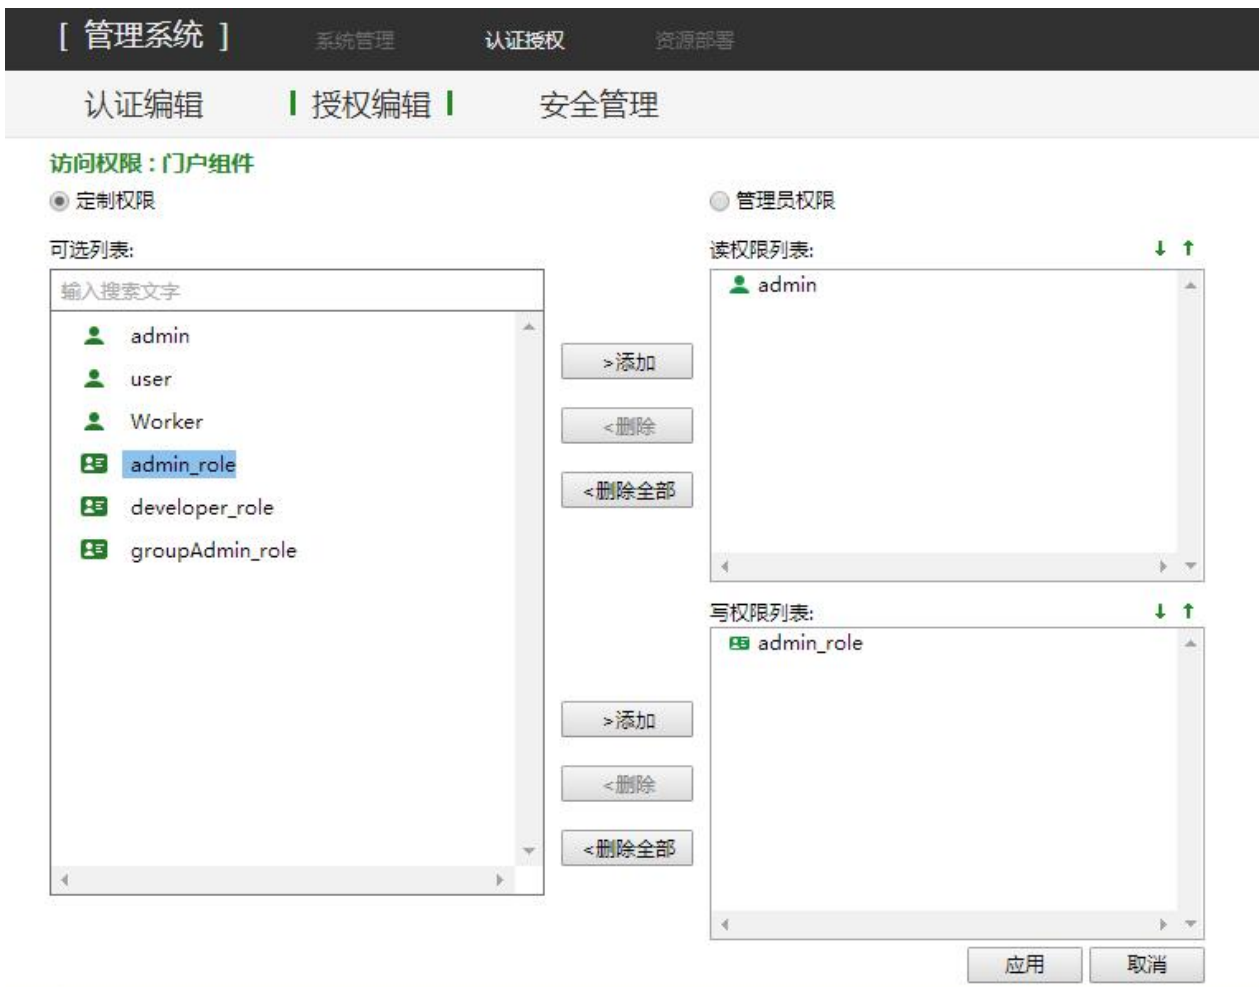 [ 管理系统 ] 系统管理 认证授权 资源部署
认证编辑 授权编辑 安全管理
访问权限 : 门户组件
定制权限 管理员权限
可选列表: 读权限列表:
输入搜索文字
admin
admin
user
Worker
admin_role
developer_role
groupAdmin_role
>添加
<删除
<删除全部
写权限列表:
admin_role
>添加
<删除
<删除全部
应用 取消